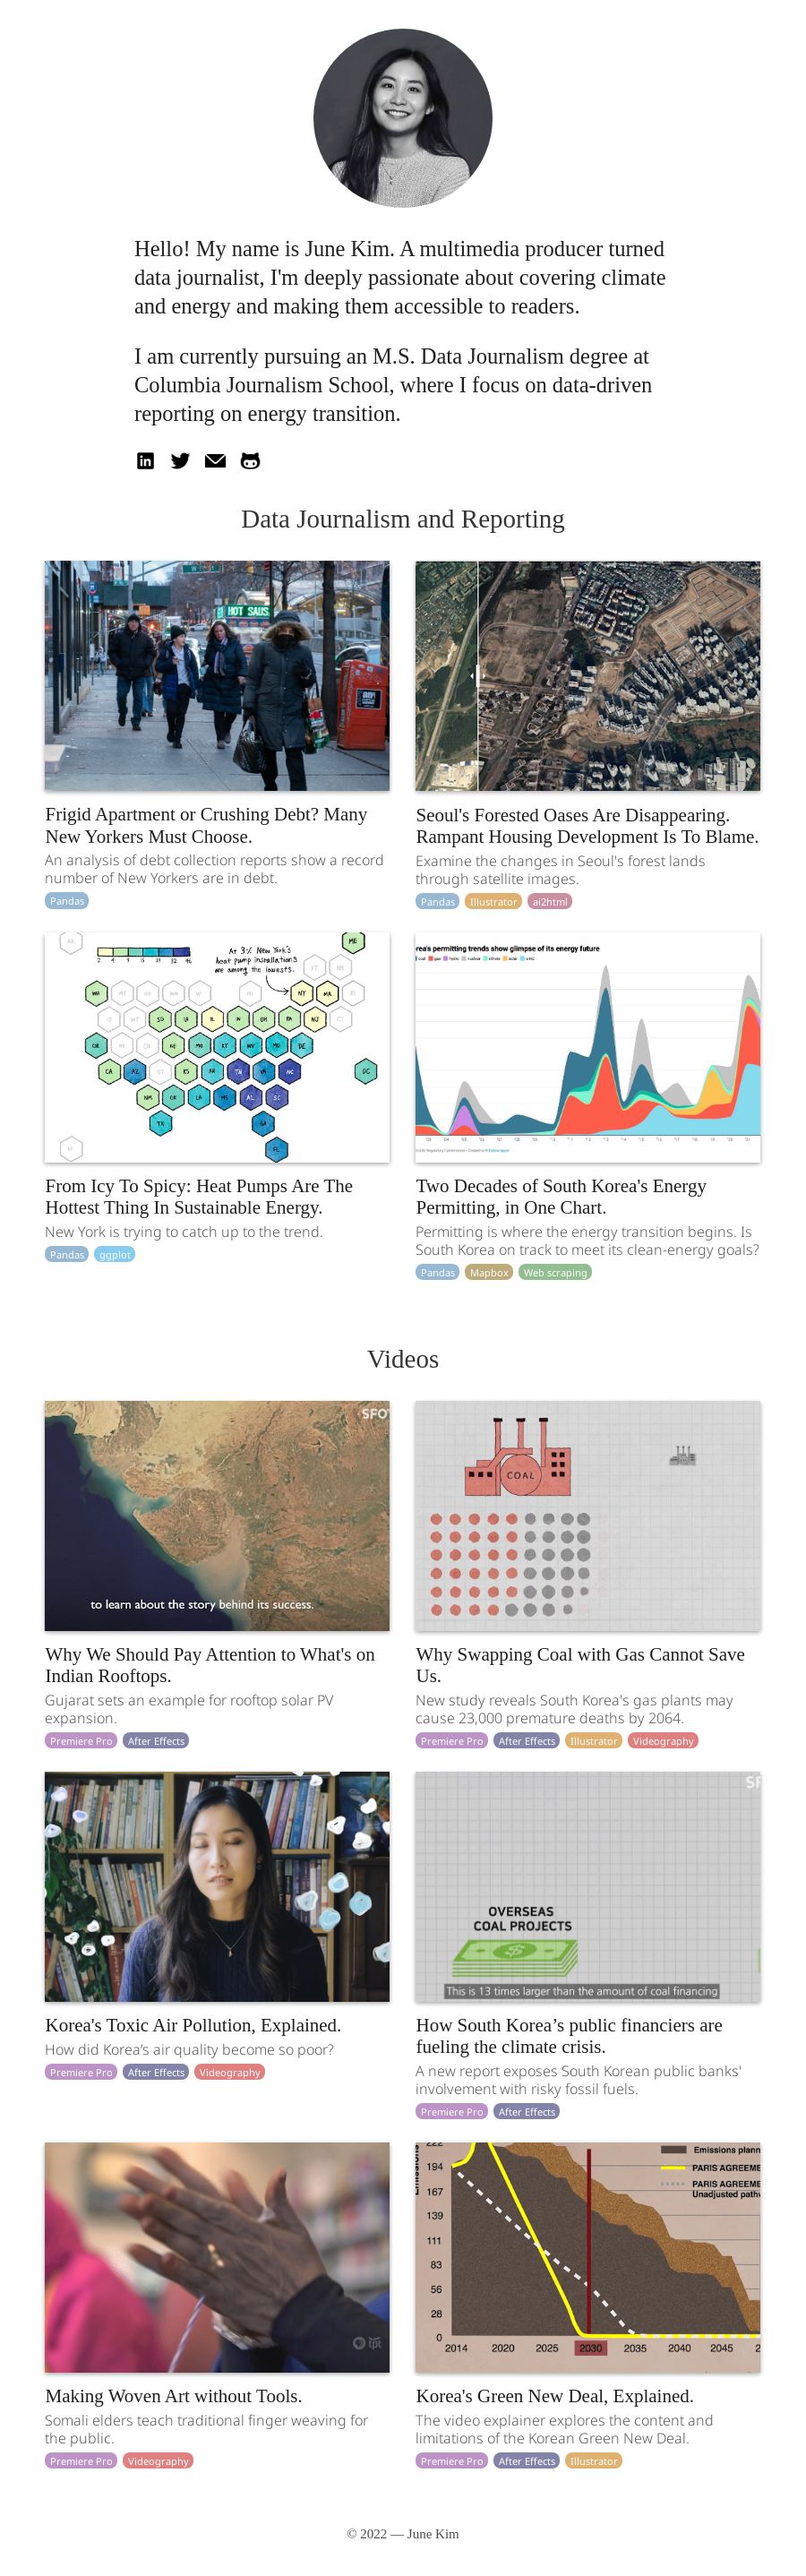 Hello! My name is June Kim. A multimedia producer turned
data journalist, I'm deeply passionate about covering climate
and energy and making them accessible to readers.
I am currently pursuing an M.S. Data Journalism degree at
Columbia Journalism School, where I focus on data-driven
reporting on energy transition.
in
Data Journalism and Reporting
HOT SAUS
Frigid Apartment or Crushing Debt? Many
New Yorkers Must Choose.
An analysis of debt collection reports show a record
number of New Yorkers are in debt.
Pandas
Seoul's Forested Oases Are Disappearing.
Rampant Housing Development Is To Blame.
Examine the changes in Seoul's forest lands
through satellite images.
Pandas Illustrator ai2html
At 3% New York's
heat pump installations
are among the lowests.
ME
NY
rea's permitting trends show glimpse of its energy future
From Icy To Spicy: Heat Pumps Are The
Hottest Thing In Sustainable Energy.
New York is trying to catch up to the trend.
Pandas ggplot
Two Decades of South Korea's Energy
Permitting, in One Chart.
Permitting is where the energy transition begins. Is
South Korea on track to meet its clean-energy goals?
Pandas Mapbox Web scraping
Videos
to learn about the story behind its success.
COAL
Why We Should Pay Attention to What's on
Indian Rooftops.
Gujarat sets an example for rooftop solar PV
expansion.
Premiere Pro After Effects
Why Swapping Coal with Gas Cannot Save
Us.
New study reveals South Korea's gas plants may
cause 23,000 premature deaths by 2064.
Premiere Pro After Effects Illustrator Videography
OVERSEAS
COAL PROJECTS
This is 13 times larger than the amount of coal financing
Korea's Toxic Air Pollution, Explained.
How did Korea's air quality become so poor?
Premiere Pro After Effects Videography
How South Korea’s public financiers are
fueling the climate crisis.
A new report exposes South Korean public banks'
involvement with risky fossil fuels.
Premiere Pro After Effects
Emissions plann
PARIS AGREEME
PARIS AGREEME
Unadjusted path
222
194
167
139
111
83
56
28
0
2014 2020 2025 2030 2035 2040 2045
Making Woven Art without Tools.
Somali elders teach traditional finger weaving for
the public.
Premiere Pro Videography
Korea's Green New Deal, Explained.
The video explainer explores the content and
limitations of the Korean Green New Deal.
Premiere Pro After Effects Illustrator
© 2022 — June Kim